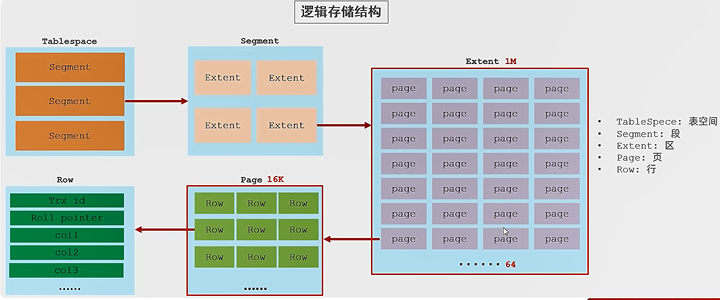 逻辑存储结构
Tablespace
Segment
Segment
Segment
Segment
Extent Extent
Extent Extent
Extent 1M
page page page page
page page page page
page page page page
page page page page
page page page page
page page page page
page page page page
······ 64
• TableSpece: 表空间
• Segment: 段
• Extent: 区
• Page: 页
• Row: 行
Row
Trx id
Roll pointer
col1
col2
col3
······
Page 16K
Row Row Row
Row Row Row
Row Row Row
······